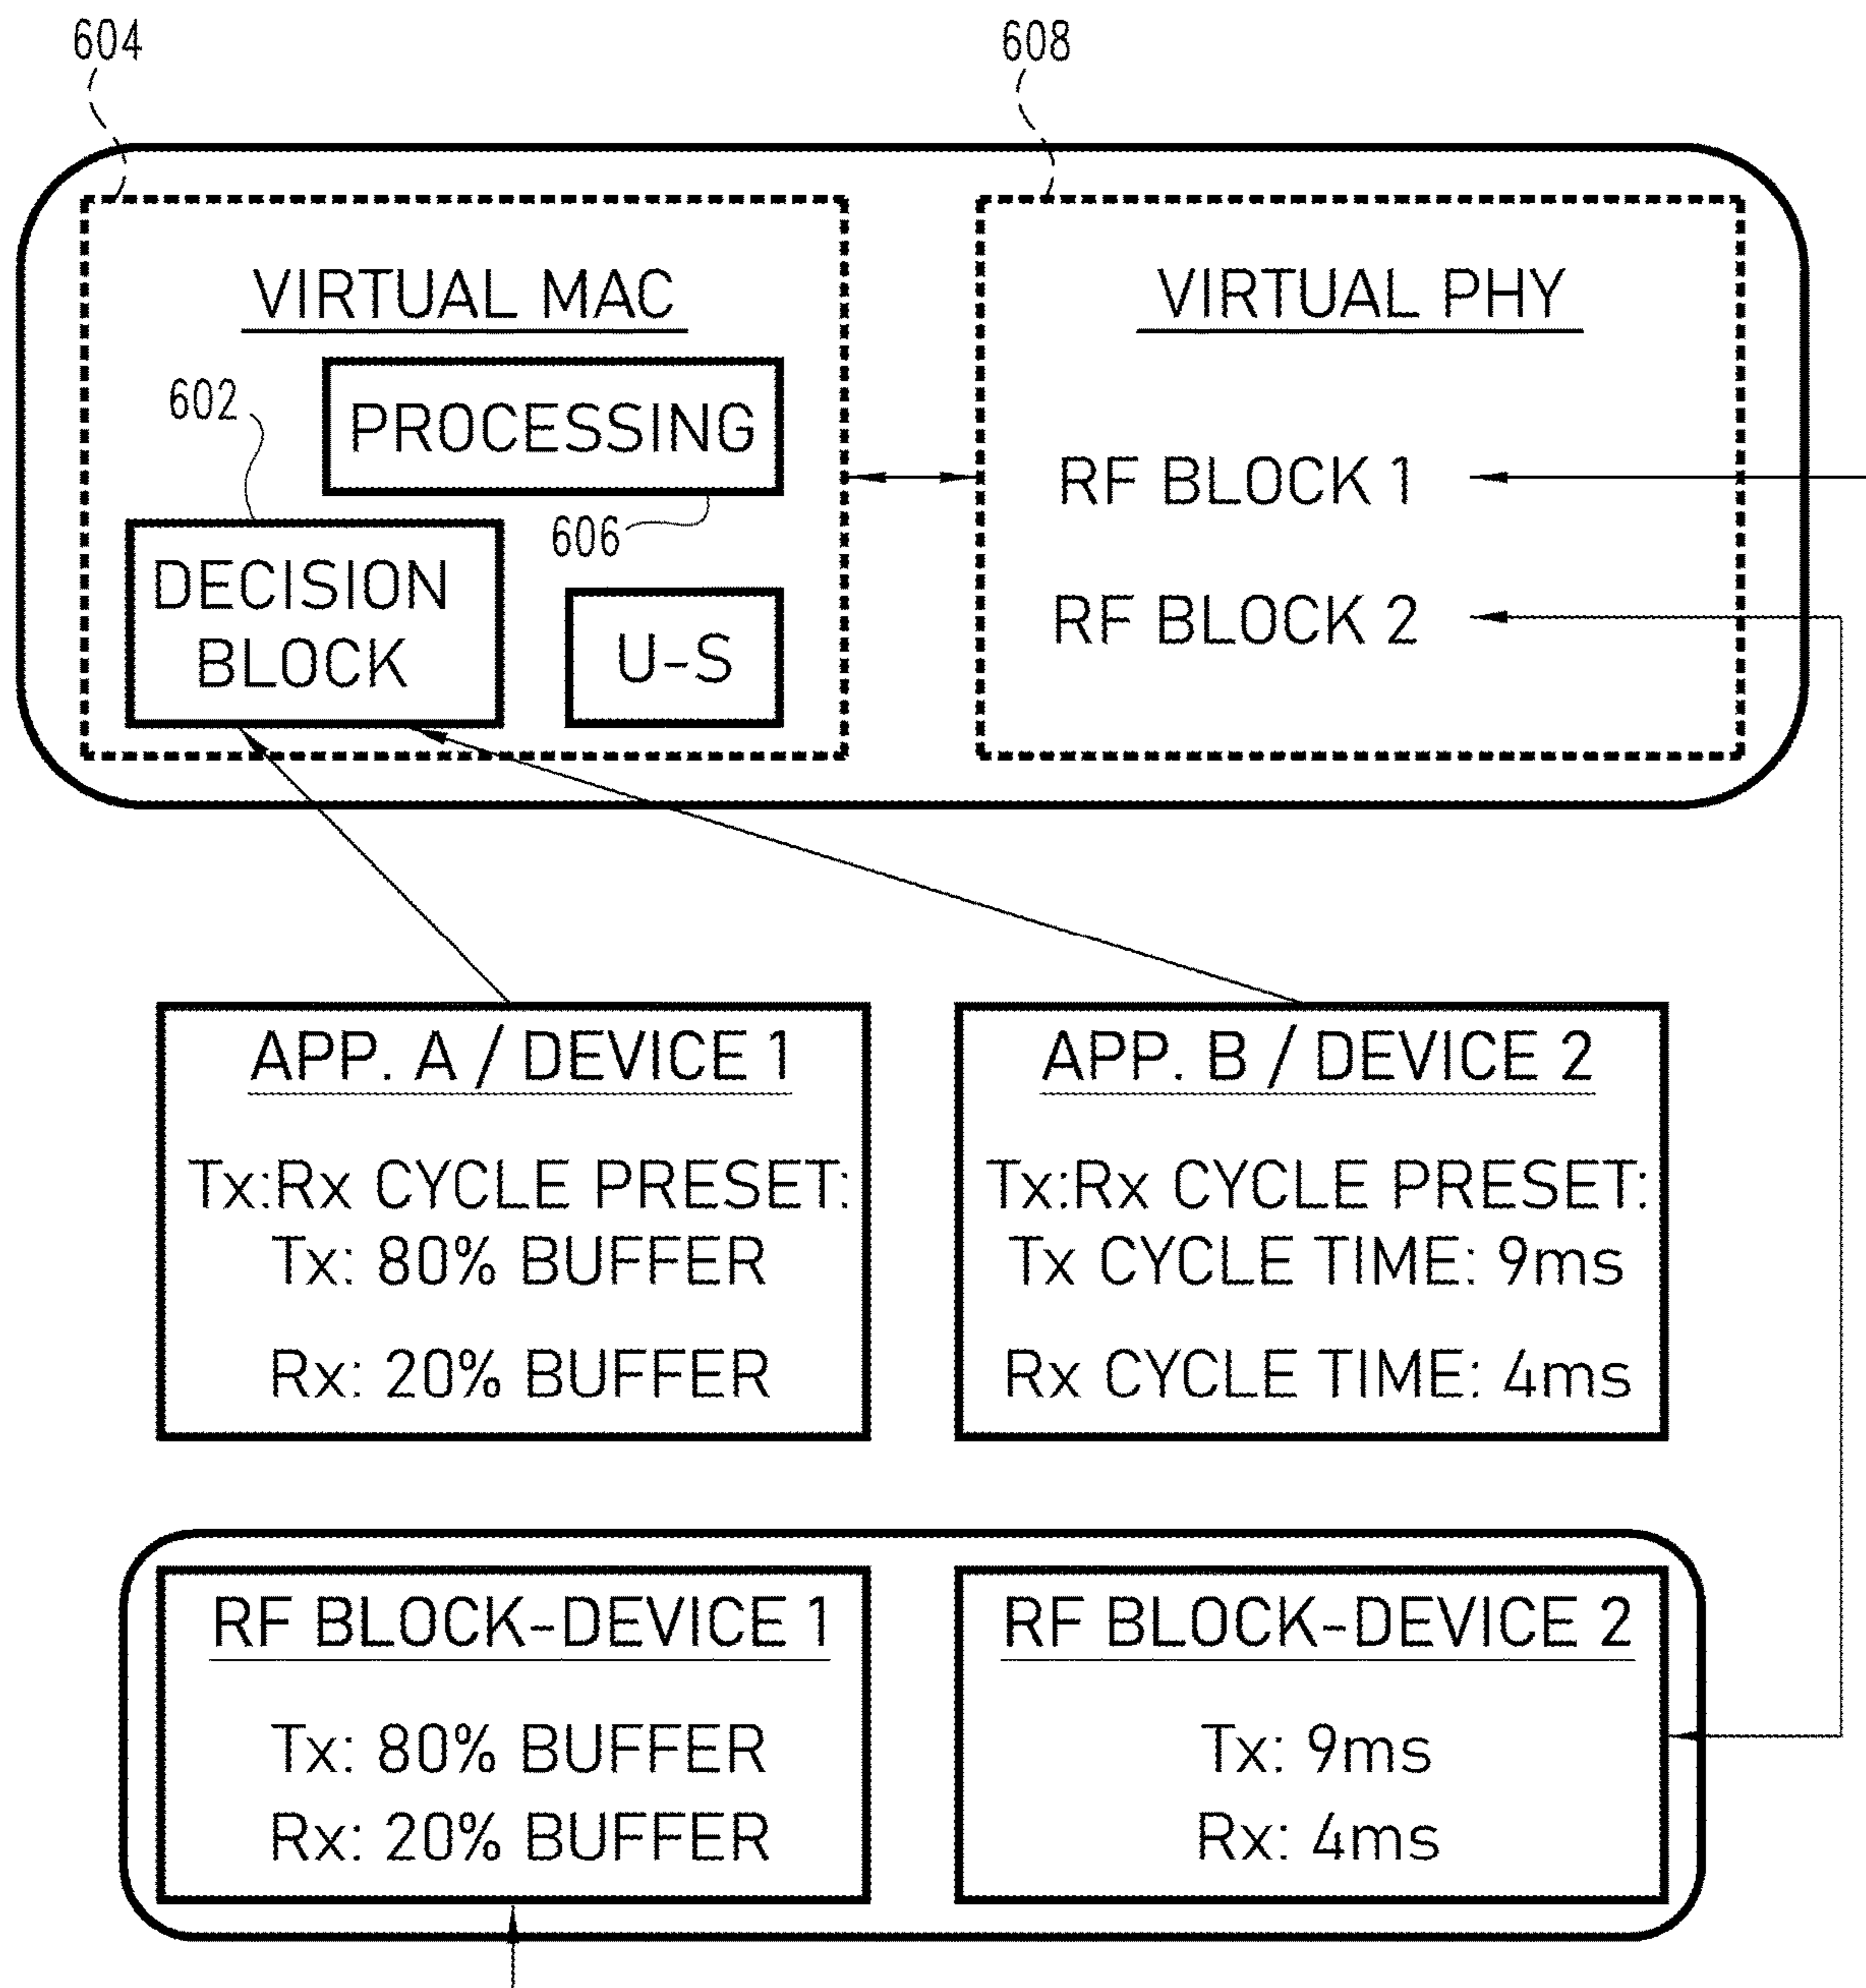 604
608
VIRTUAL MAC
PROCESSING
602
606
DECISION
BLOCK
U-S
VIRTUAL PHY
RF BLOCK 1
RF BLOCK 2
APP. A / DEVICE 1
Tx:Rx CYCLE PRESET:
Tx: 80% BUFFER
Rx: 20% BUFFER
APP. B / DEVICE 2
Tx:Rx CYCLE PRESET:
Tx CYCLE TIME: 9ms
Rx CYCLE TIME: 4ms
RF BLOCK-DEVICE 1
Tx: 80% BUFFER
Rx: 20% BUFFER
RF BLOCK-DEVICE 2
Tx: 9ms
Rx: 4ms